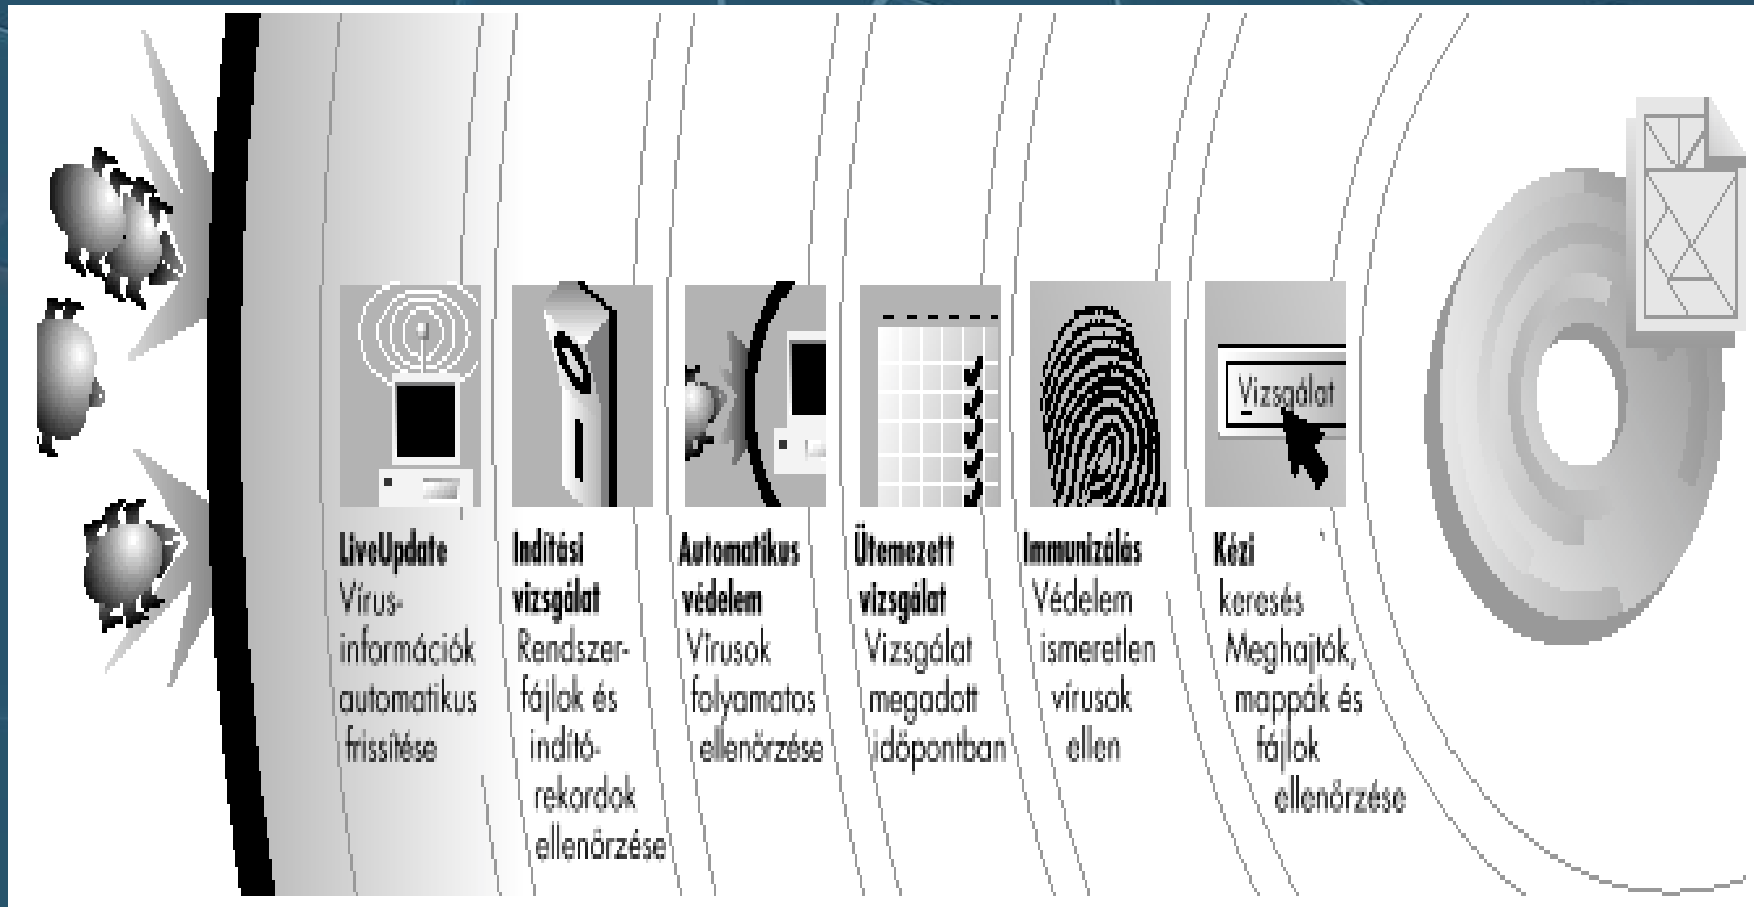 Vizsgálat
LiveUpdate
Vírus-
információk
automatikus
frissítése
Indítási
vizsgálat
Rendszer-
fájlok és
indító-
rekordok
ellenőrzése
Automatikus
védelem
Vírusok
folyamatos
ellenőrzése
Ütemezett
vizsgálat
Vizsgálat
megadott
időpontban
Immunizálás
Védelem
ismeretlen
vírusok
ellen
Kézi
keresés
Meghajtók,
mappák és
fájlok
ellenőrzése